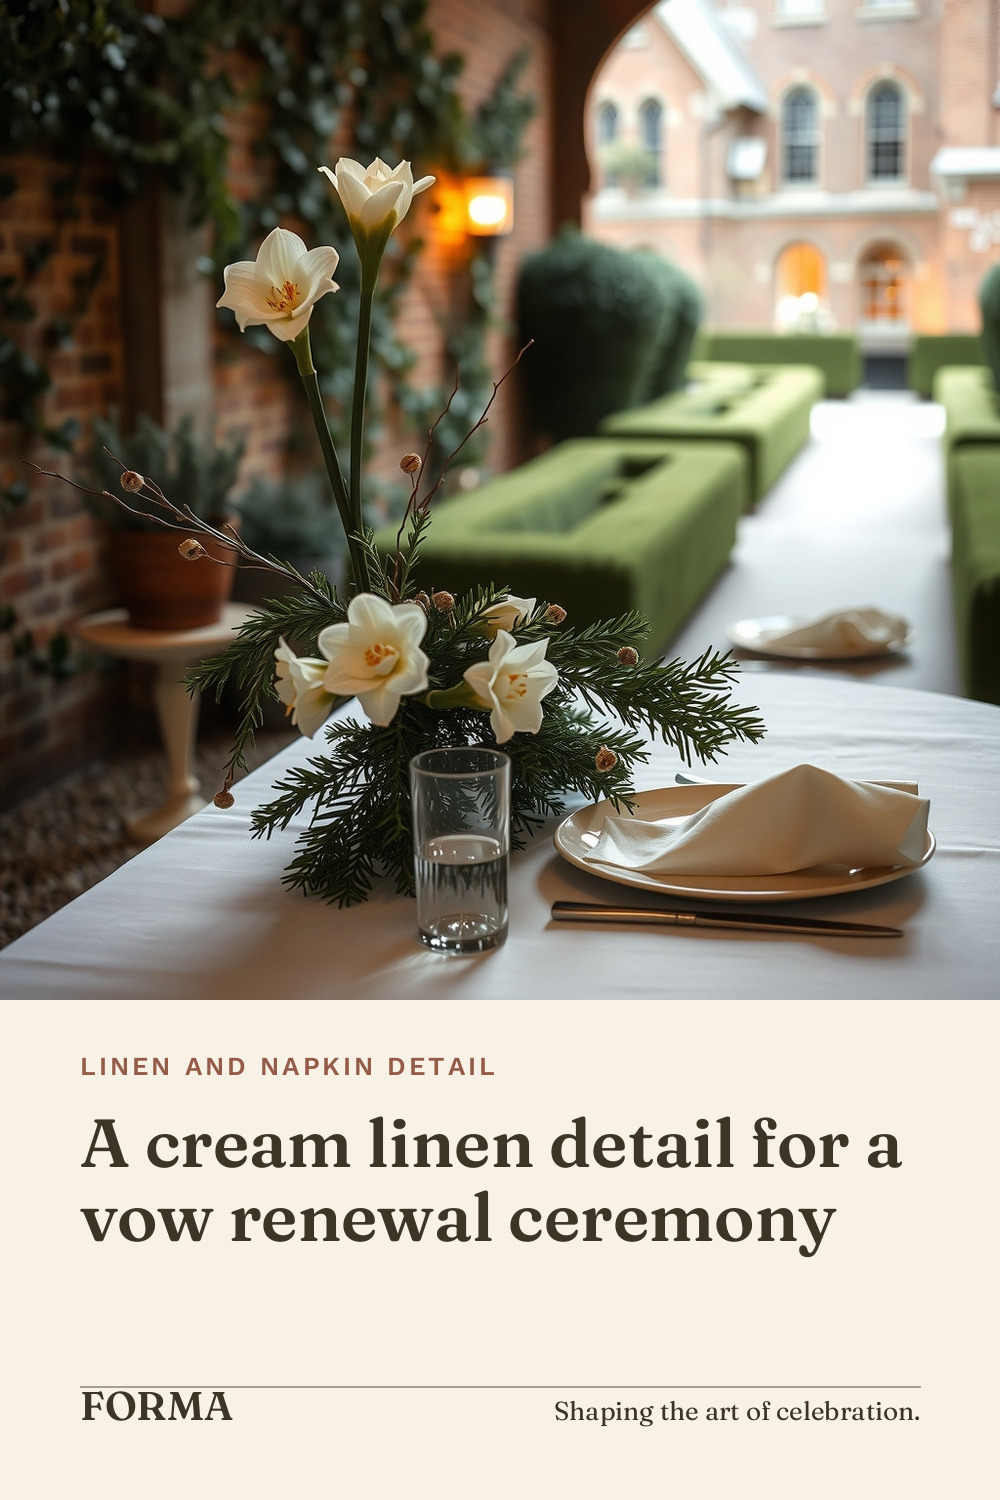 LINEN AND NAPKIN DETAIL
A cream linen detail for a
vow renewal ceremony
FORMA
Shaping the art of celebration.